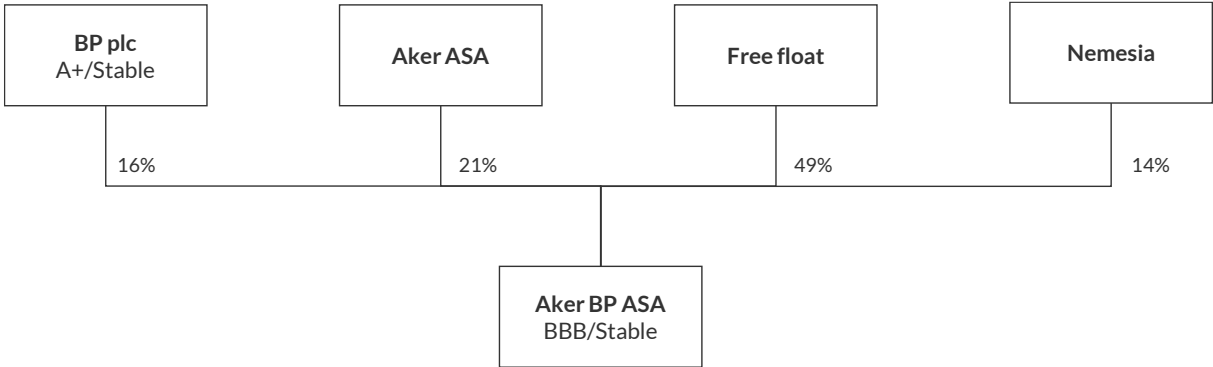 BP plc
A+/Stable
Aker ASA
Free float
Nemesia
16%
21%
49%
14%
Aker BP ASA
BBB/Stable